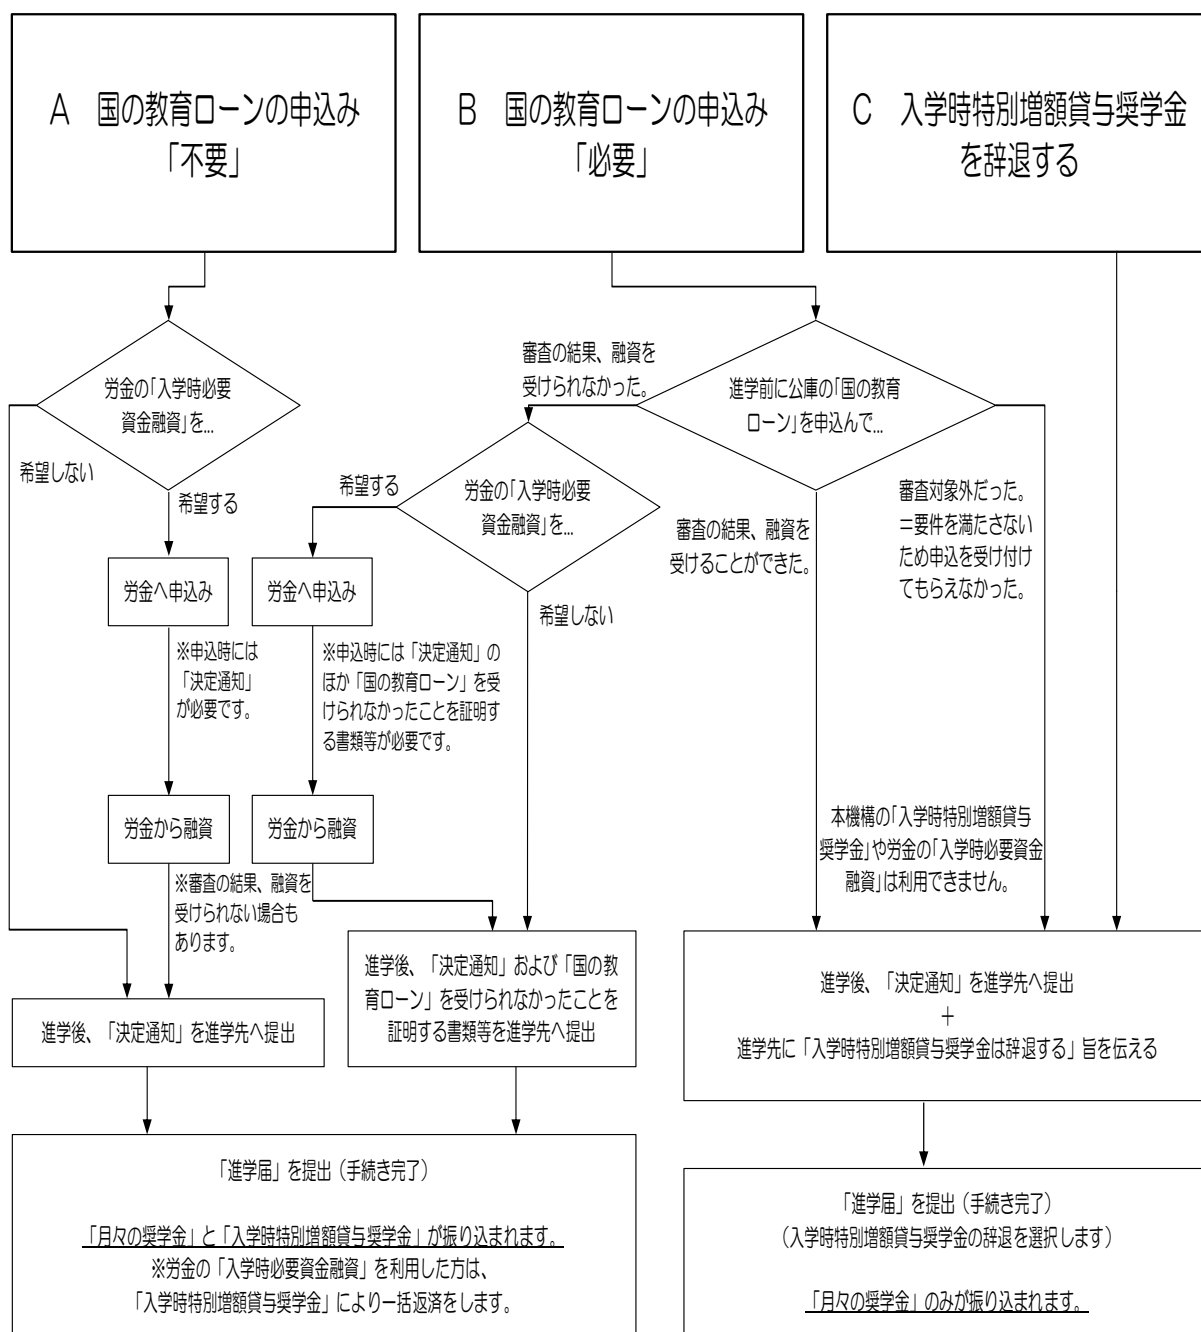 A　国の教育ローンの申込み
「不要」
B　国の教育ローンの申込み
「必要」
C　入学時特別増額貸与奨学金
を辞退する
労金の「入学時必要
資金融資」を…
希望しない
希望する
労金へ申込み
※申込時には
「決定通知」
が必要です。
労金から融資
※審査の結果、融資を
受けられない場合も
あります。
進学後、「決定通知」を進学先へ提出
進学前に公庫の「国の教育
ローン」を申込んで…
審査の結果、融資を
受けられなかった。
労金の「入学時必要
資金融資」を…
希望する
希望しない
労金へ申込み
※申込時には「決定通知」の
ほか「国の教育ローン」を受
けられなかったことを証明す
る書類等が必要です。
労金から融資
進学後、「決定通知」および「国の教
育ローン」を受けられなかったことを
証明する書類等を進学先へ提出
審査の結果、融資を
受けることができた。
審査対象外だった。
＝要件を満たさない
ため申込を受け付け
てもらえなかった。
本機構の「入学時特別増額貸与
奨学金」や労金の「入学時必要資金
融資」は利用できません。
進学後、「決定通知」を進学先へ提出
＋
進学先に「入学時特別増額貸与奨学金は辞退する」旨を伝える
「進学届」を提出（手続き完了）
「月々の奨学金」と「入学時特別増額貸与奨学金」が振り込まれます。
※労金の「入学時必要資金融資」を利用した方は、
「入学時特別増額貸与奨学金」により一括返済をします。
「進学届」を提出（手続き完了）
（入学時特別増額貸与奨学金の辞退を選択します）
「月々の奨学金」のみが振り込まれます。